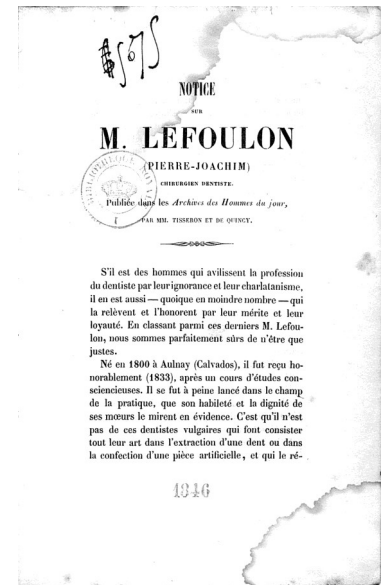 NOTICE
SUR
M. LEFOULON
(PIERRE-JOACHIM)
CHIRURGIEN DENTISTE.
Publiée dans les Archives des Hommes du jour,
PAR MM. TISSERON ET DE QUINCY.
S'il est des hommes qui avilissent la profession
du dentiste par leur ignorance et leur charlatanisme,
il en est aussi — quoique en moindre nombre — qui
la relèvent et l'honorent par leur mérite et leur
loyauté. En classant parmi ces derniers M. Lefou-
lon, nous sommes parfaitement sûrs de n'être que
justes.
Né en 1800 à Aulnay (Calvados), il fut reçu ho-
norablement (1833), après un cours d'études con-
sciencieuses. Il se fut à peine lancé dans le champ
de la pratique, que son habileté et la dignité de
ses mœurs le mirent en évidence. C'est qu'il n'est
pas de ces dentistes vulgaires qui font consister
tout leur art dans l'extraction d'une dent ou dans
la confection d'une pièce artificielle, et qui le ré-
1846